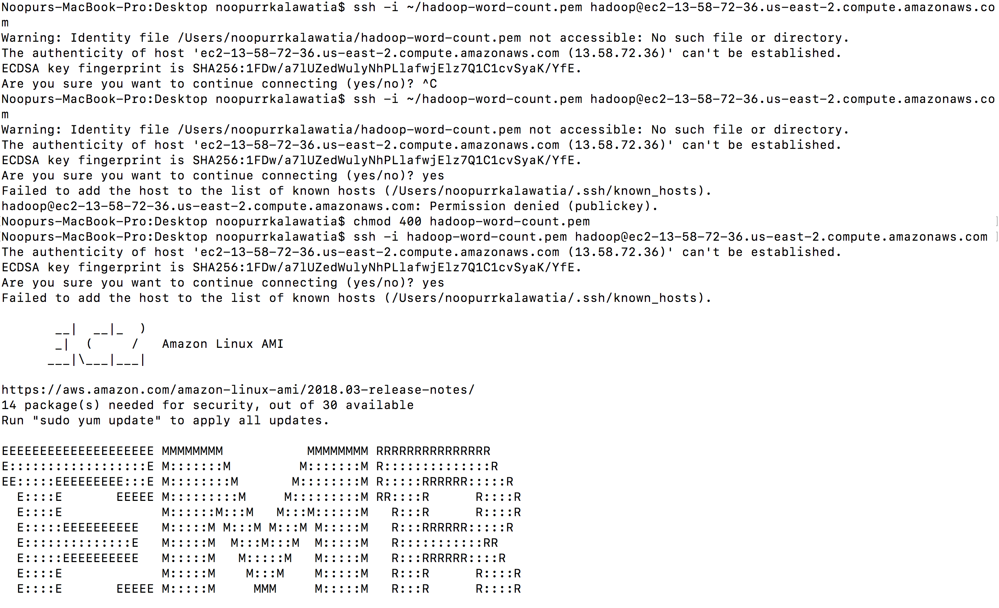 Noopurs-MacBook-Pro:Desktop noopurrkalawatia$ ssh -i ~/hadoop-word-count.pem hadoop@ec2-13-58-72-36.us-east-2.compute.amazonaws.co
m
Warning: Identity file /Users/noopurrkalawatia/hadoop-word-count.pem not accessible: No such file or directory.
The authenticity of host 'ec2-13-58-72-36.us-east-2.compute.amazonaws.com (13.58.72.36)' can't be established.
ECDSA key fingerprint is SHA256:1FDw/a7lUZedWulyNhPLlafwjElz7Q1C1cvSyaK/YfE.
Are you sure you want to continue connecting (yes/no)? ^C
Noopurs-MacBook-Pro:Desktop noopurrkalawatia$ ssh -i ~/hadoop-word-count.pem hadoop@ec2-13-58-72-36.us-east-2.compute.amazonaws.co
m
Warning: Identity file /Users/noopurrkalawatia/hadoop-word-count.pem not accessible: No such file or directory.
The authenticity of host 'ec2-13-58-72-36.us-east-2.compute.amazonaws.com (13.58.72.36)' can't be established.
ECDSA key fingerprint is SHA256:1FDw/a7lUZedWulyNhPLlafwjElz7Q1C1cvSyaK/YfE.
Are you sure you want to continue connecting (yes/no)? yes
Failed to add the host to the list of known hosts (/Users/noopurrkalawatia/.ssh/known_hosts).
hadoop@ec2-13-58-72-36.us-east-2.compute.amazonaws.com: Permission denied (publickey).
Noopurs-MacBook-Pro:Desktop noopurrkalawatia$ chmod 400 hadoop-word-count.pem
Noopurs-MacBook-Pro:Desktop noopurrkalawatia$ ssh -i hadoop-word-count.pem hadoop@ec2-13-58-72-36.us-east-2.compute.amazonaws.com
The authenticity of host 'ec2-13-58-72-36.us-east-2.compute.amazonaws.com (13.58.72.36)' can't be established.
ECDSA key fingerprint is SHA256:1FDw/a7lUZedWulyNhPLlafwjElz7Q1C1cvSyaK/YfE.
Are you sure you want to continue connecting (yes/no)? yes
Failed to add the host to the list of known hosts (/Users/noopurrkalawatia/.ssh/known_hosts).

       __|  __|_  )
       _|  (     /   Amazon Linux AMI
      ___|\___|___|

https://aws.amazon.com/amazon-linux-ami/2018.03-release-notes/
14 package(s) needed for security, out of 30 available
Run "sudo yum update" to apply all updates.

EEEEEEEEEEEEEEEEEEEE MMMMMMMM           MMMMMMMM RRRRRRRRRRRRRRR
E::::::::::::::::::E M:::::::M         M:::::::M R::::::::::::::R
EE:::::EEEEEEEEE:::E M::::::::M       M::::::::M R:::::RRRRRR:::::R
  E::::E       EEEEE M:::::::::M     M:::::::::M RR::::R      R::::R
  E::::E             M::::::M:::M   M:::M::::::M   R:::R      R::::R
  E:::::EEEEEEEEEE   M:::::M M:::M M:::M M:::::M   R:::RRRRRR:::::R
  E::::::::::::::E   M:::::M  M:::M:::M  M:::::M   R:::::::::::RR
  E:::::EEEEEEEEEE   M:::::M   M:::::M   M:::::M   R:::RRRRRR::::R
  E::::E             M:::::M    M:::M    M:::::M   R:::R      R::::R
  E::::E       EEEEE M:::::M     MMM     M:::::M   R:::R      R::::R